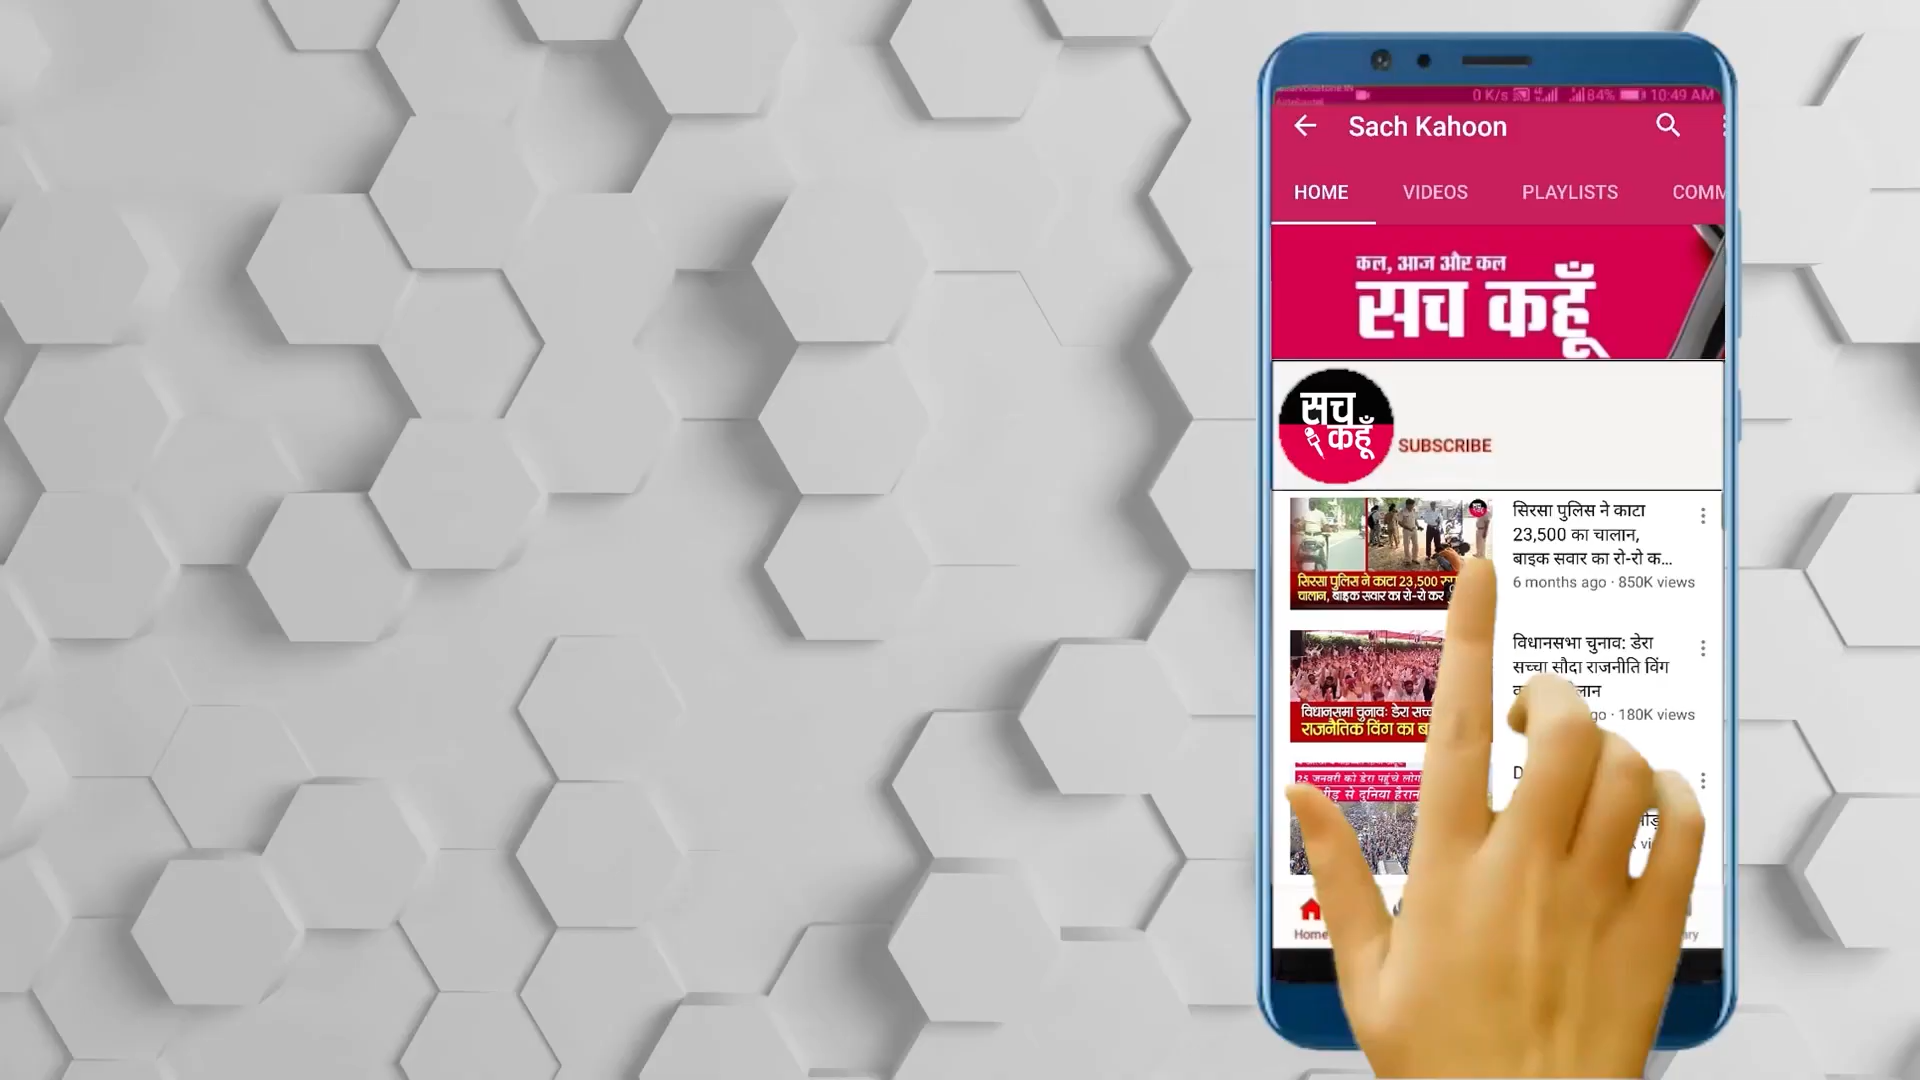 0 K/s 84% 10:49 AM
Sach Kahoon
HOME VIDEOS PLAYLISTS COMM
कल, आज और कल
सच कहूँ
सच
कहूँ
SUBSCRIBE
सिरसा पुलिस ने काटा 23,500
चालान, बाइक सवार का रो-रो कर
सिरसा पुलिस ने काटा
23,500 का चालान,
बाइक सवार का रो-रो क...
6 months ago · 850K views
विधानसभा चुनावः डेरा सच्च
राजनैतिक विंग का ब
विधानसभा चुनाव: डेरा
सच्चा सौदा राजनीति विंग
go · 180K views
25 जनवरी को डेरा पहुंचे लोगों
से दुनिया हैरान
D
Home